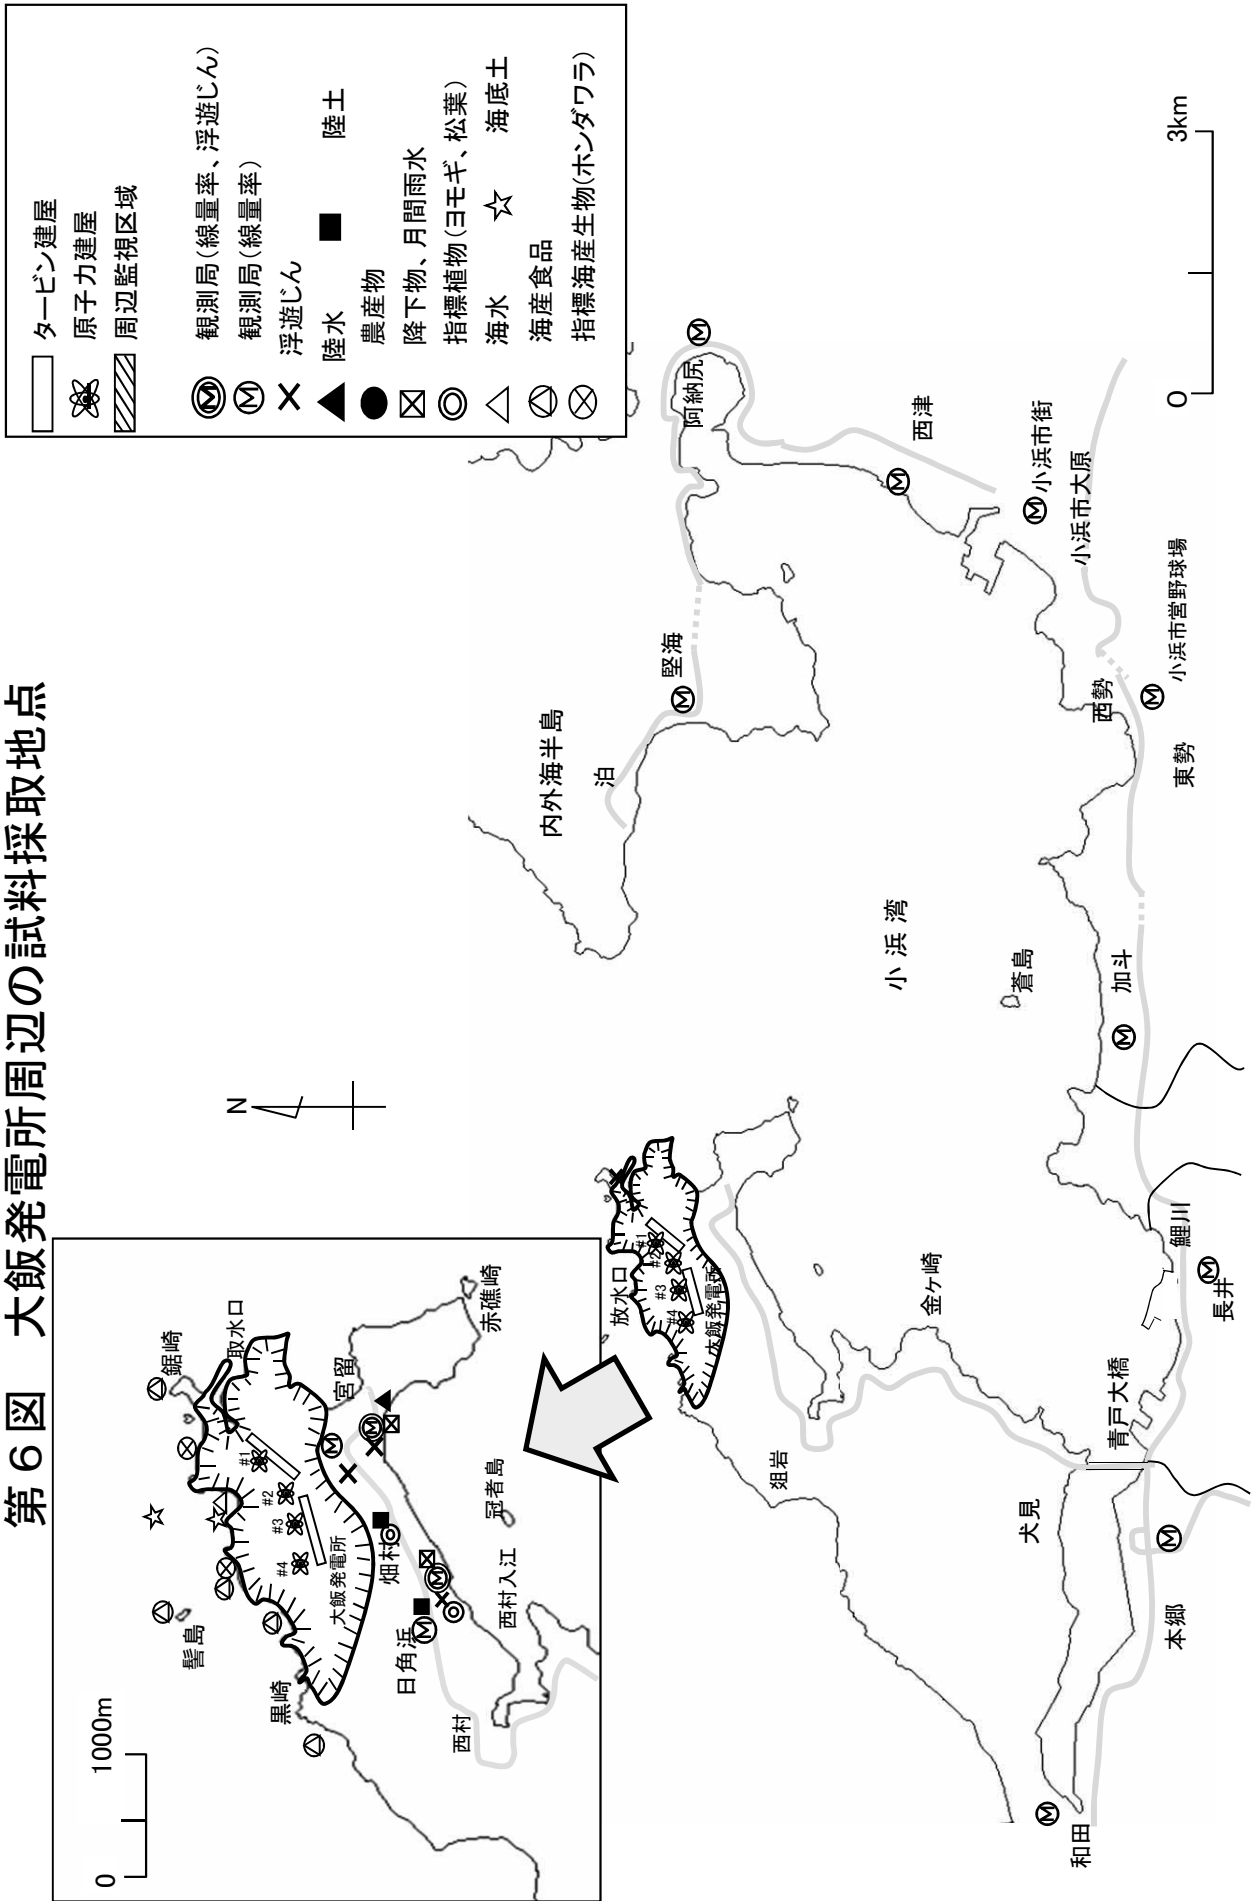 第６図　大飯発電所周辺の試料採取地点
タービン建屋
原子力建屋
周辺監視区域
観測局（線量率、浮遊じん）
観測局（線量率）
浮遊じん
陸水
陸土
農産物
降下物、月間雨水
指標植物（ヨモギ、松葉）
海水
海底土
海産食品
指標海産生物（ホンダワラ）
N
0
1000m
鋸崎
取水口
髻島
黒崎
#1
#2
#3
#4
大飯発電所
宮留
赤礁崎
畑村
日角浜
冠者島
西村入江
西村
放水口
#1
#2
#3
#4
大飯発電所
内外海半島
泊
堅海
阿納尻
西津
小浜市街
小浜市大原
小浜市営野球場
西勢
東勢
小浜湾
蒼島
加斗
鯉川
長井
金ヶ崎
青戸大橋
犬見
本郷
和田
0
3km